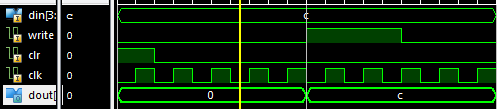 din[3: c c
write 0
clr 0
clk 0
dout[ 0 0 c